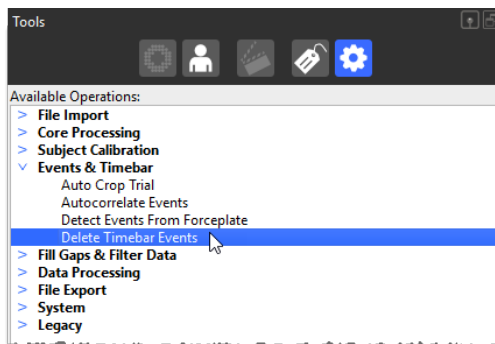 Tools
Available Operations:
> File Import
> Core Processing
> Subject Calibration
v Events & Timebar
Auto Crop Trial
Autocorrelate Events
Detect Events From Forceplate
Delete Timebar Events
> Fill Gaps & Filter Data
> Data Processing
> File Export
> System
> Legacy